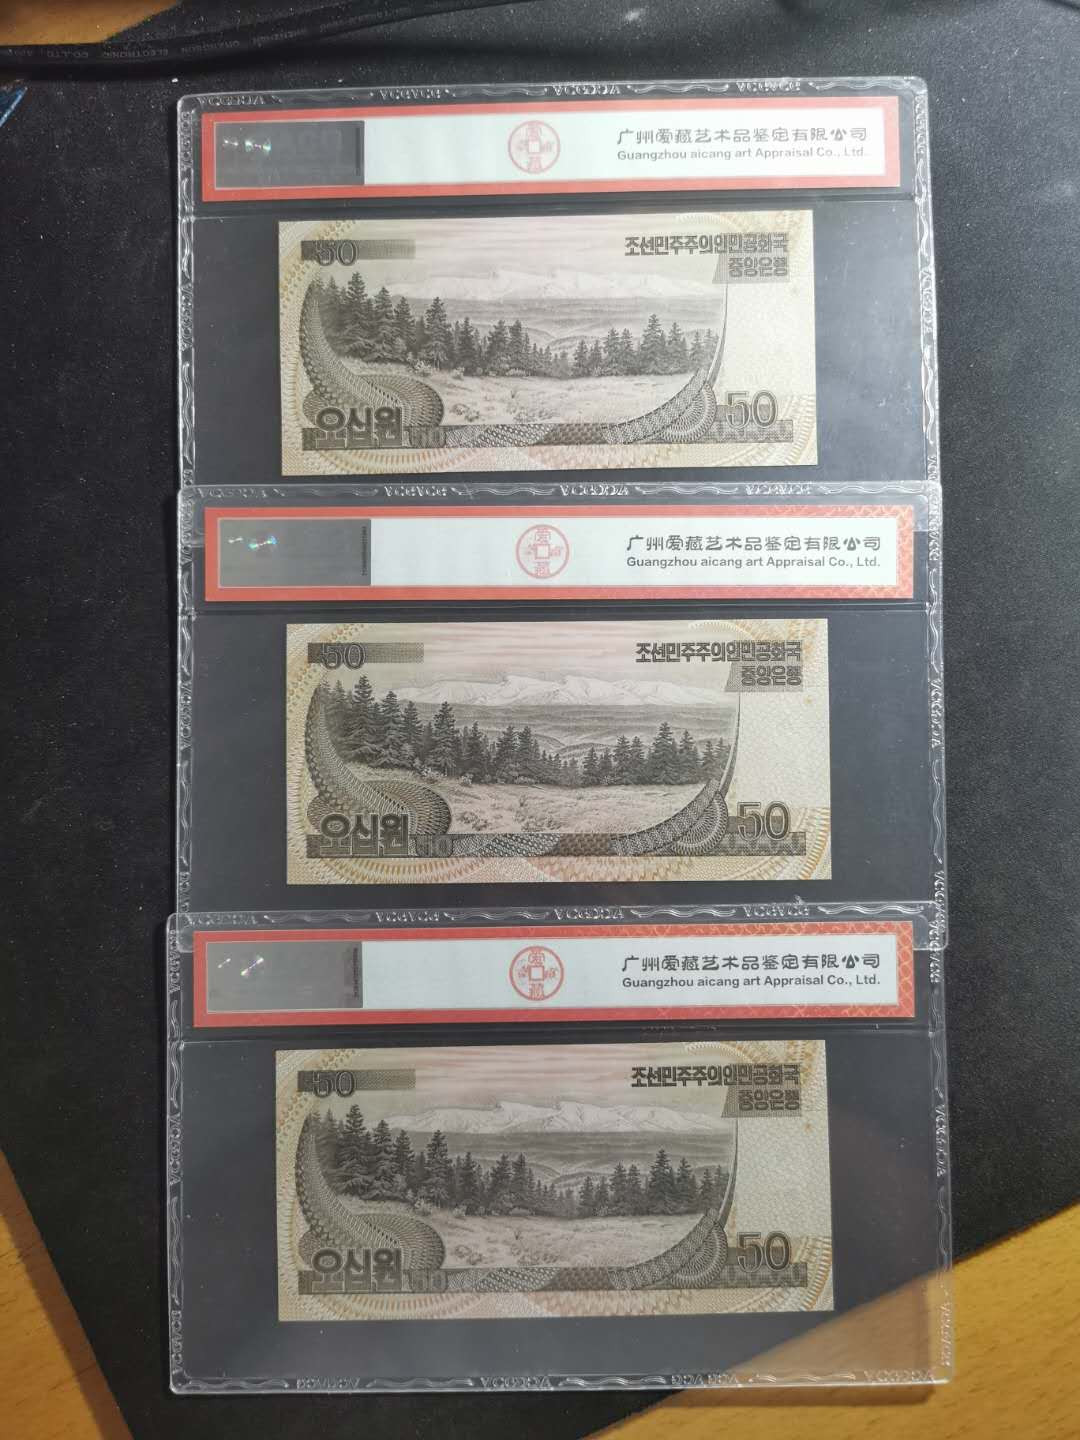 广州爱藏艺术品鉴定有限公司
Guangzhou aicang art Appraisal Co., Ltd.
爱
藏
50
조선민주주의인민공화국
중앙은행
오십원
50
广州爱藏艺术品鉴定有限公司
Guangzhou aicang art Appraisal Co., Ltd.
爱
藏
50
조선민주주의인민공화국
중앙은행
오십원
50
广州爱藏艺术品鉴定有限公司
Guangzhou aicang art Appraisal Co., Ltd.
爱
藏
50
조선민주주의인민공화국
중앙은행
오십원
50